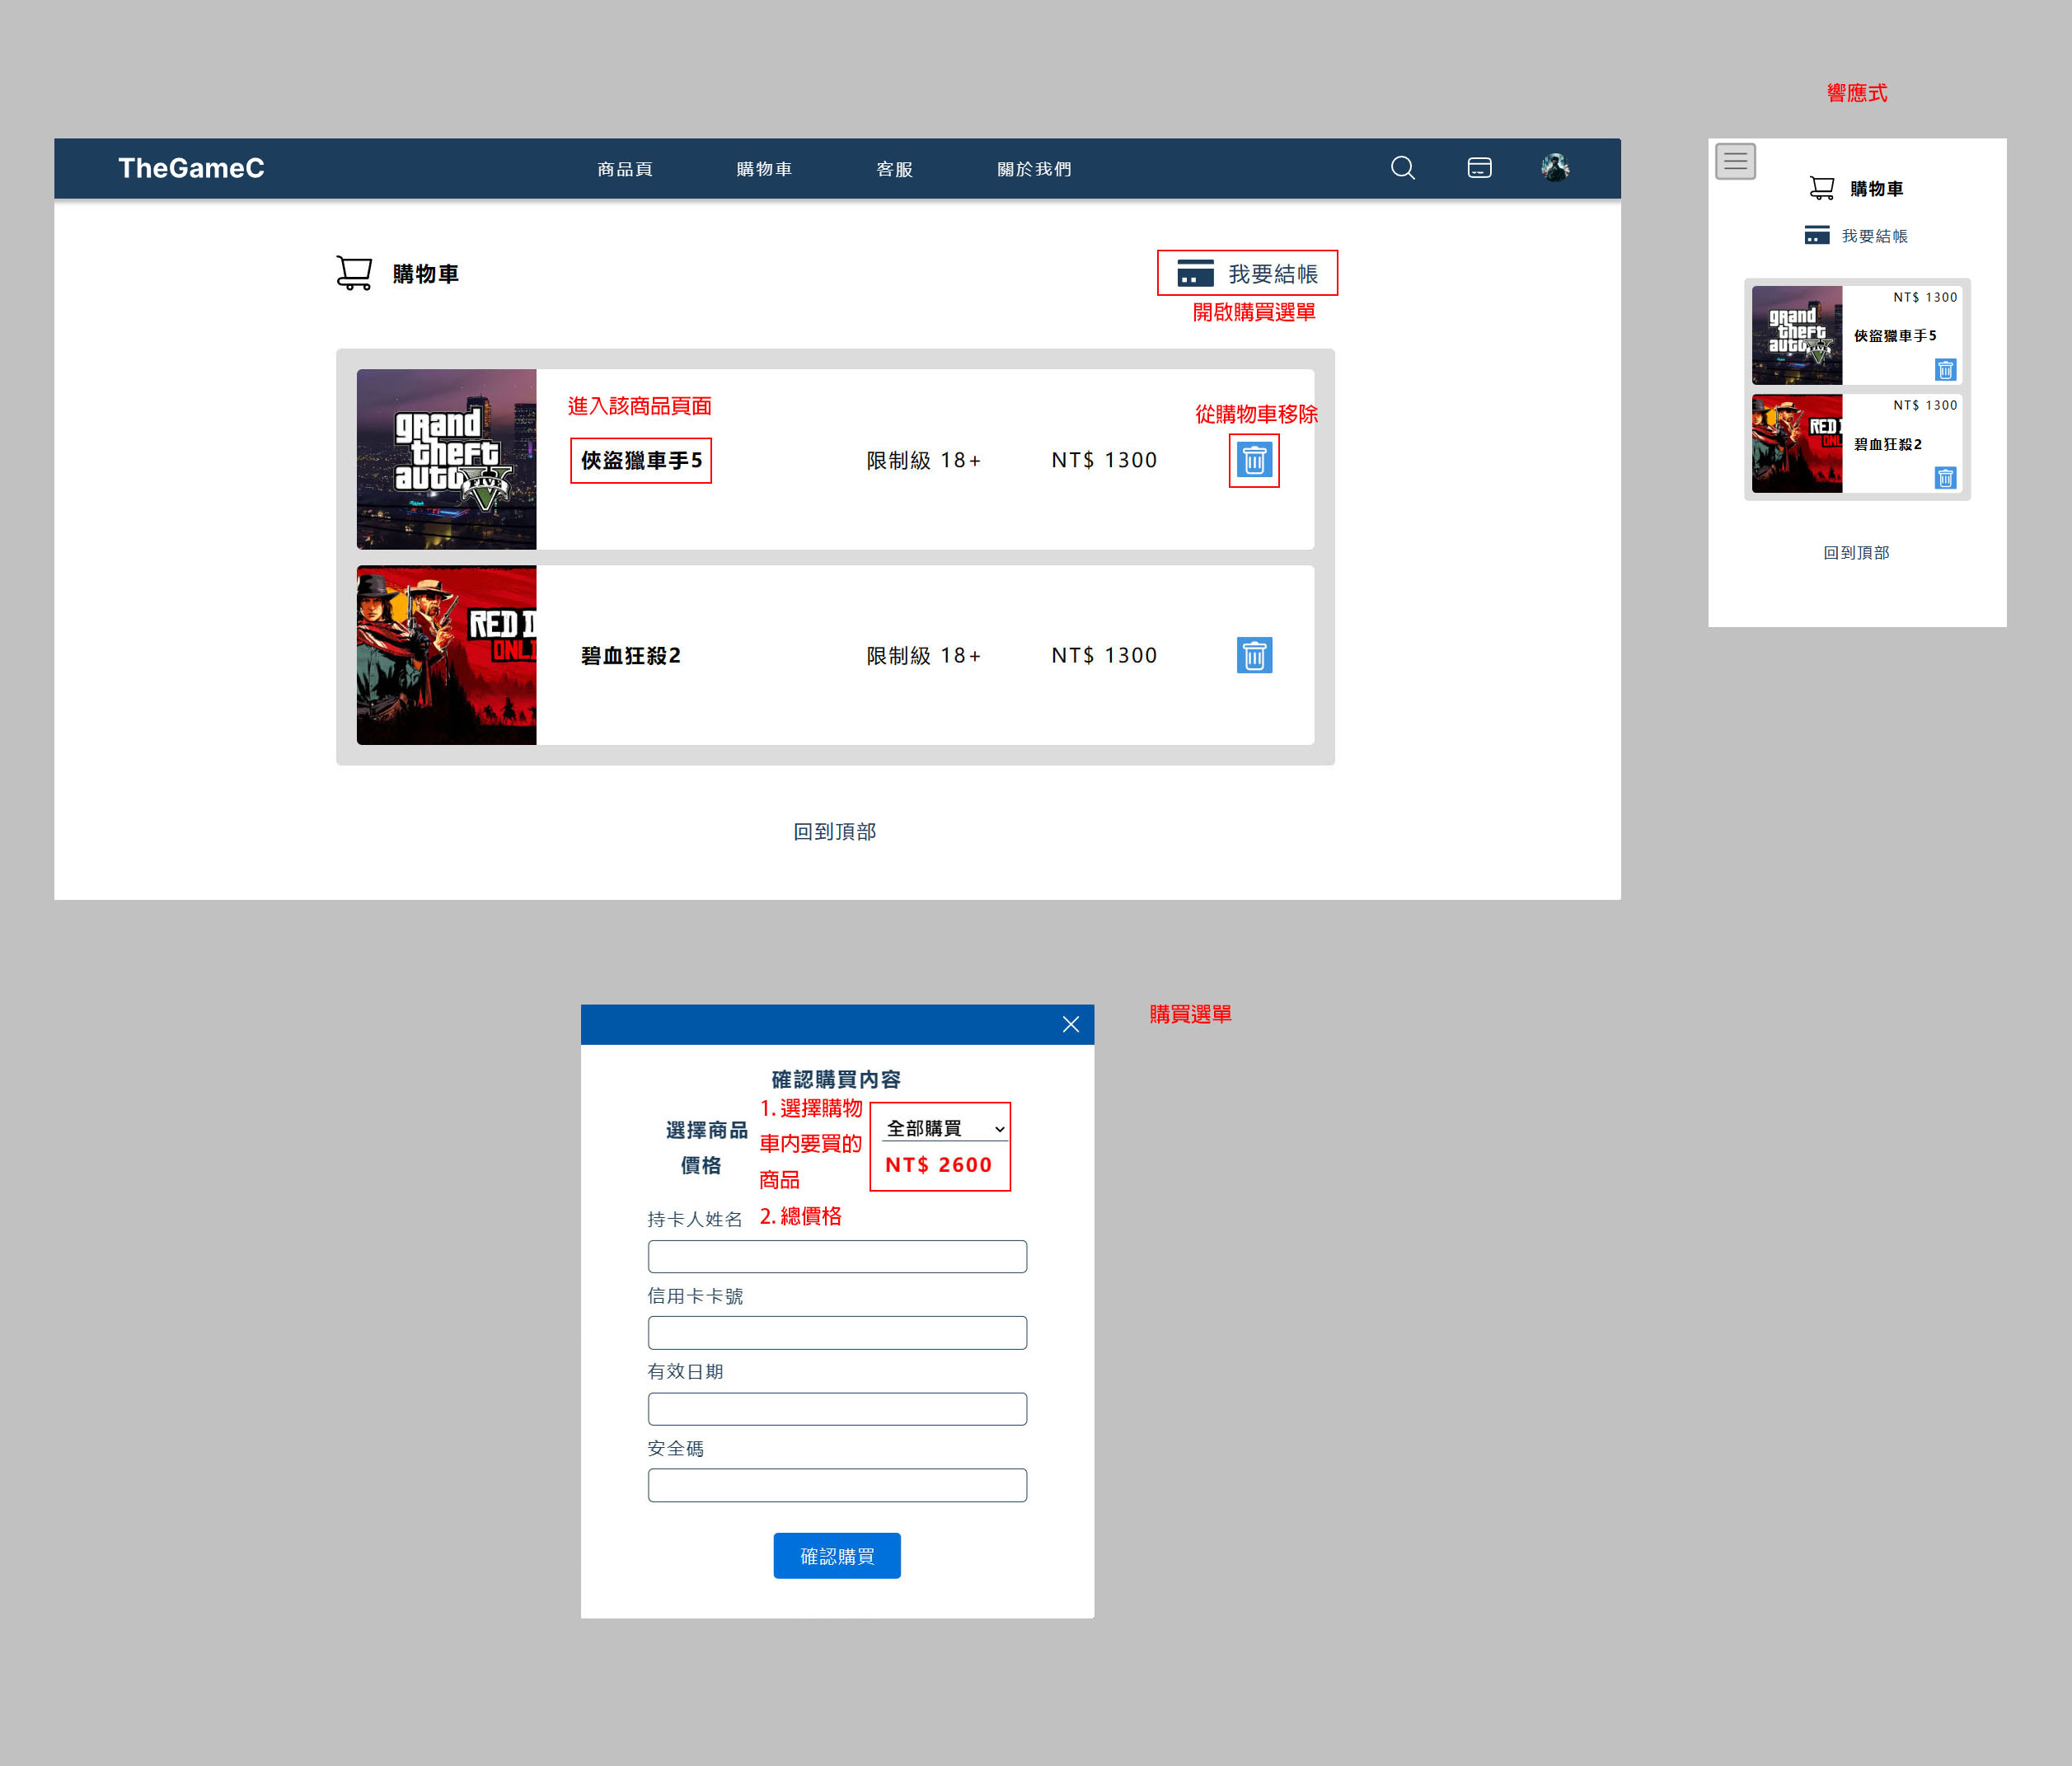 響應式
TheGameC
商品頁
購物車
客服
關於我們
購物車
我要結帳
開啟購買選單
grand
theft
auto
FIVE
進入該商品頁面
俠盜獵車手5
限制級 18+
NT$ 1300
從購物車移除
RED D
ONLI
碧血狂殺2
限制級 18+
NT$ 1300
回到頂部
購物車
我要結帳
grand
theft
auto
FIVE
NT$ 1300
俠盜獵車手5
RED
ONL
NT$ 1300
碧血狂殺2
回到頂部
購買選單
確認購買內容
選擇商品
全部購買
價格
NT$ 2600
1. 選擇購物
車內要買的
商品
2. 總價格
持卡人姓名
信用卡卡號
有效日期
安全碼
確認購買